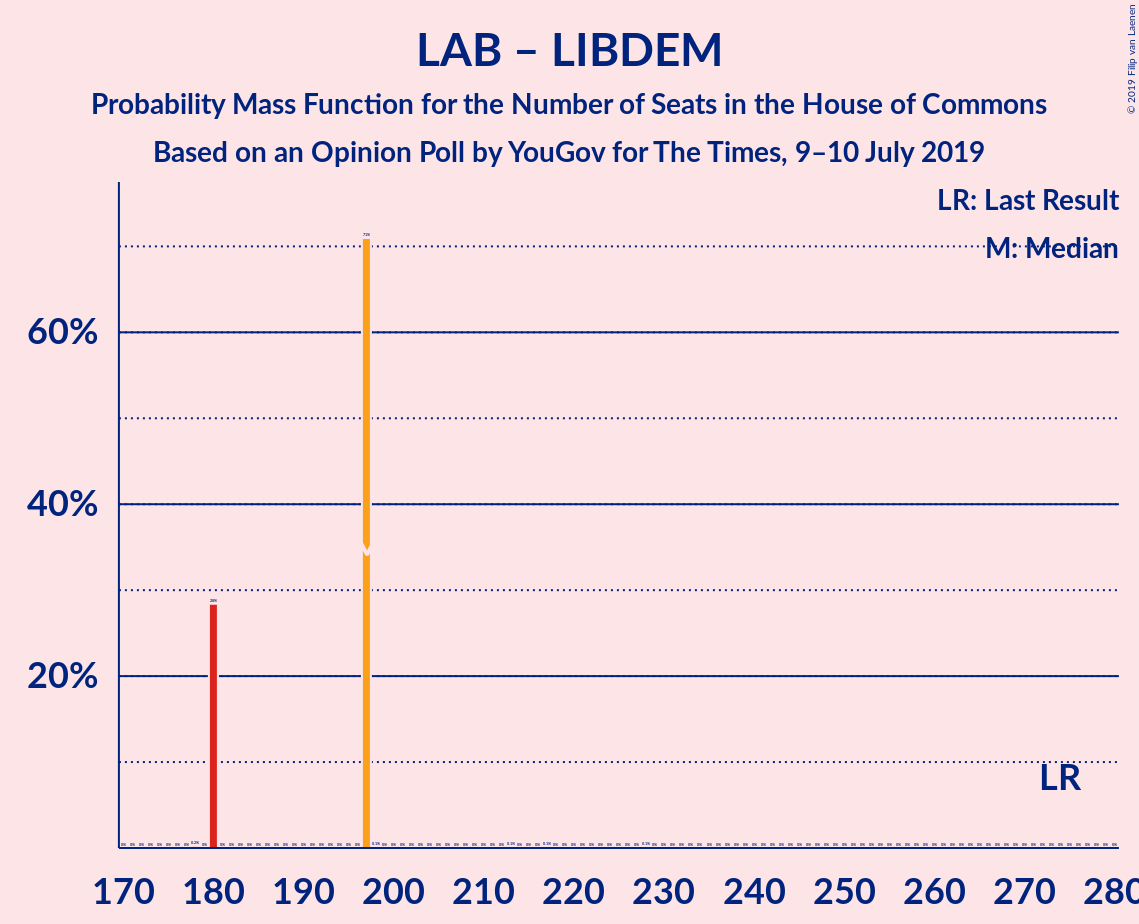 LAB – LIBDEM
Probability Mass Function for the Number of Seats in the House of Commons
Based on an Opinion Poll by YouGov for The Times, 9–10 July 2019
© 2019 Filip van Laenen
LR: Last Result
M: Median
71%
60%
40%
M
28%
20%
LR
170 180 190 200 210 220 230 240 250 260 270 280